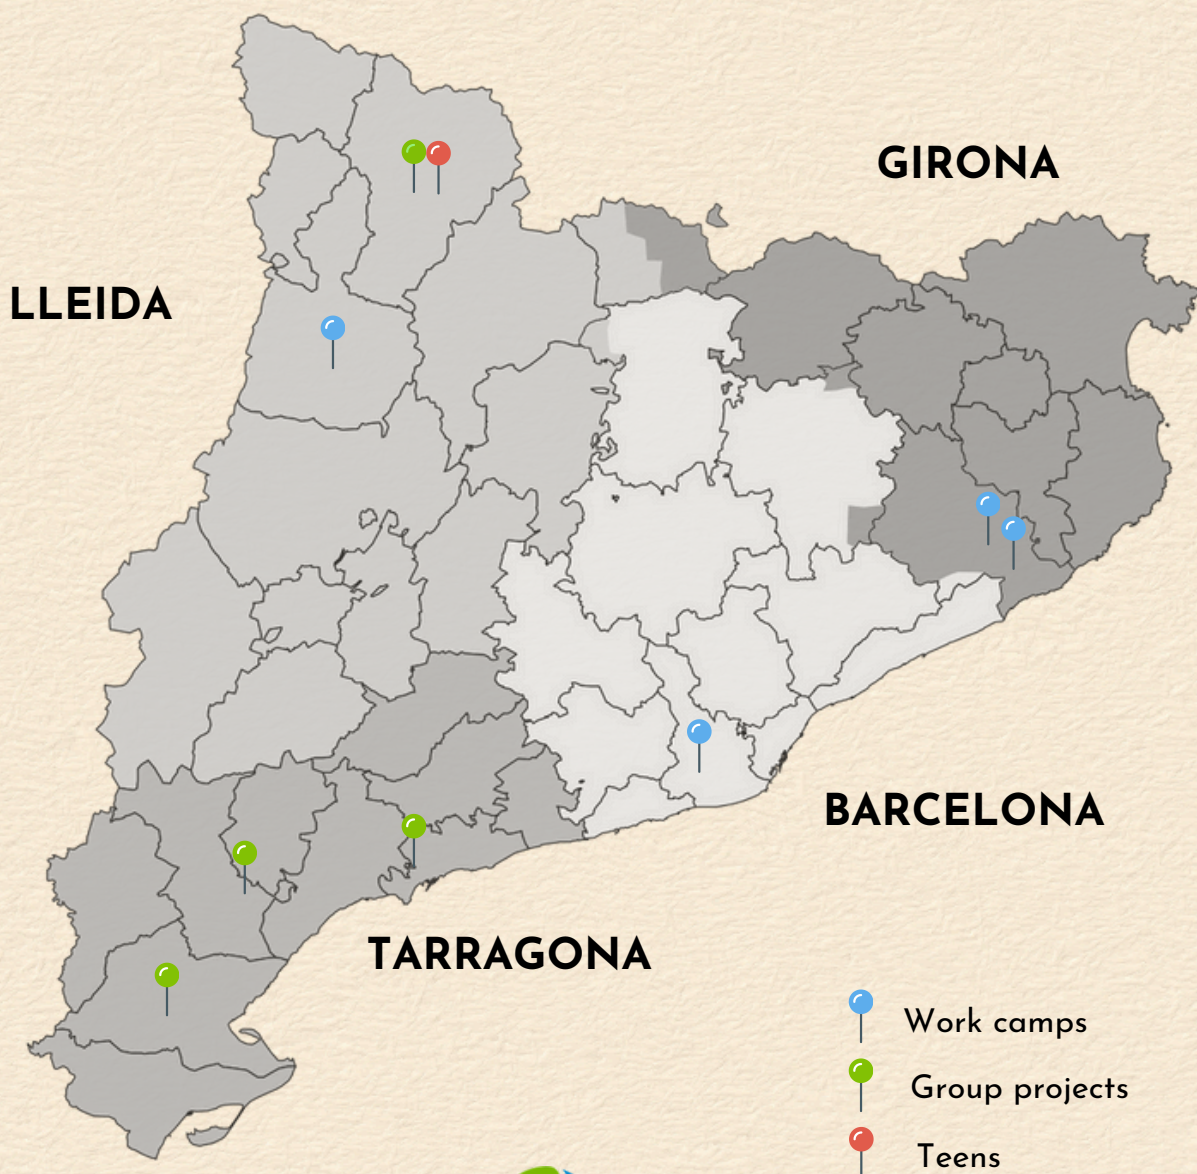 GIRONA
LLEIDA
BARCELONA
TARRAGONA
Work camps
Group projects
Teens